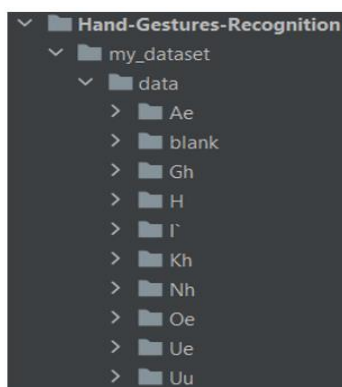 Hand-Gestures-Recognition
my_dataset
data
Ae
blank
Gh
H
I`
Kh
Nh
Oe
Ue
Uu